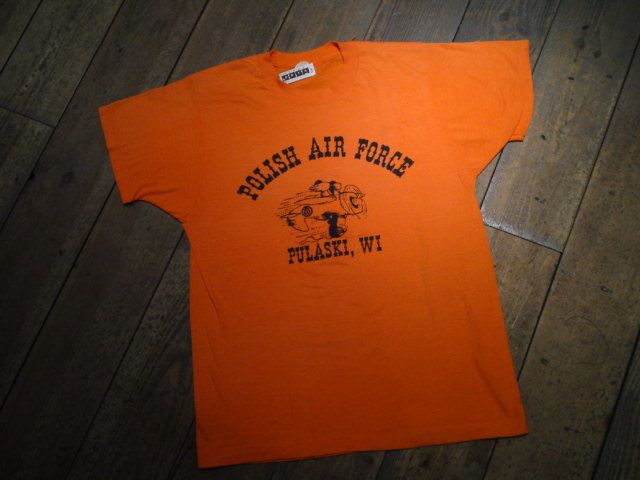 POLISH AIR FORCE
PULASKI, WI